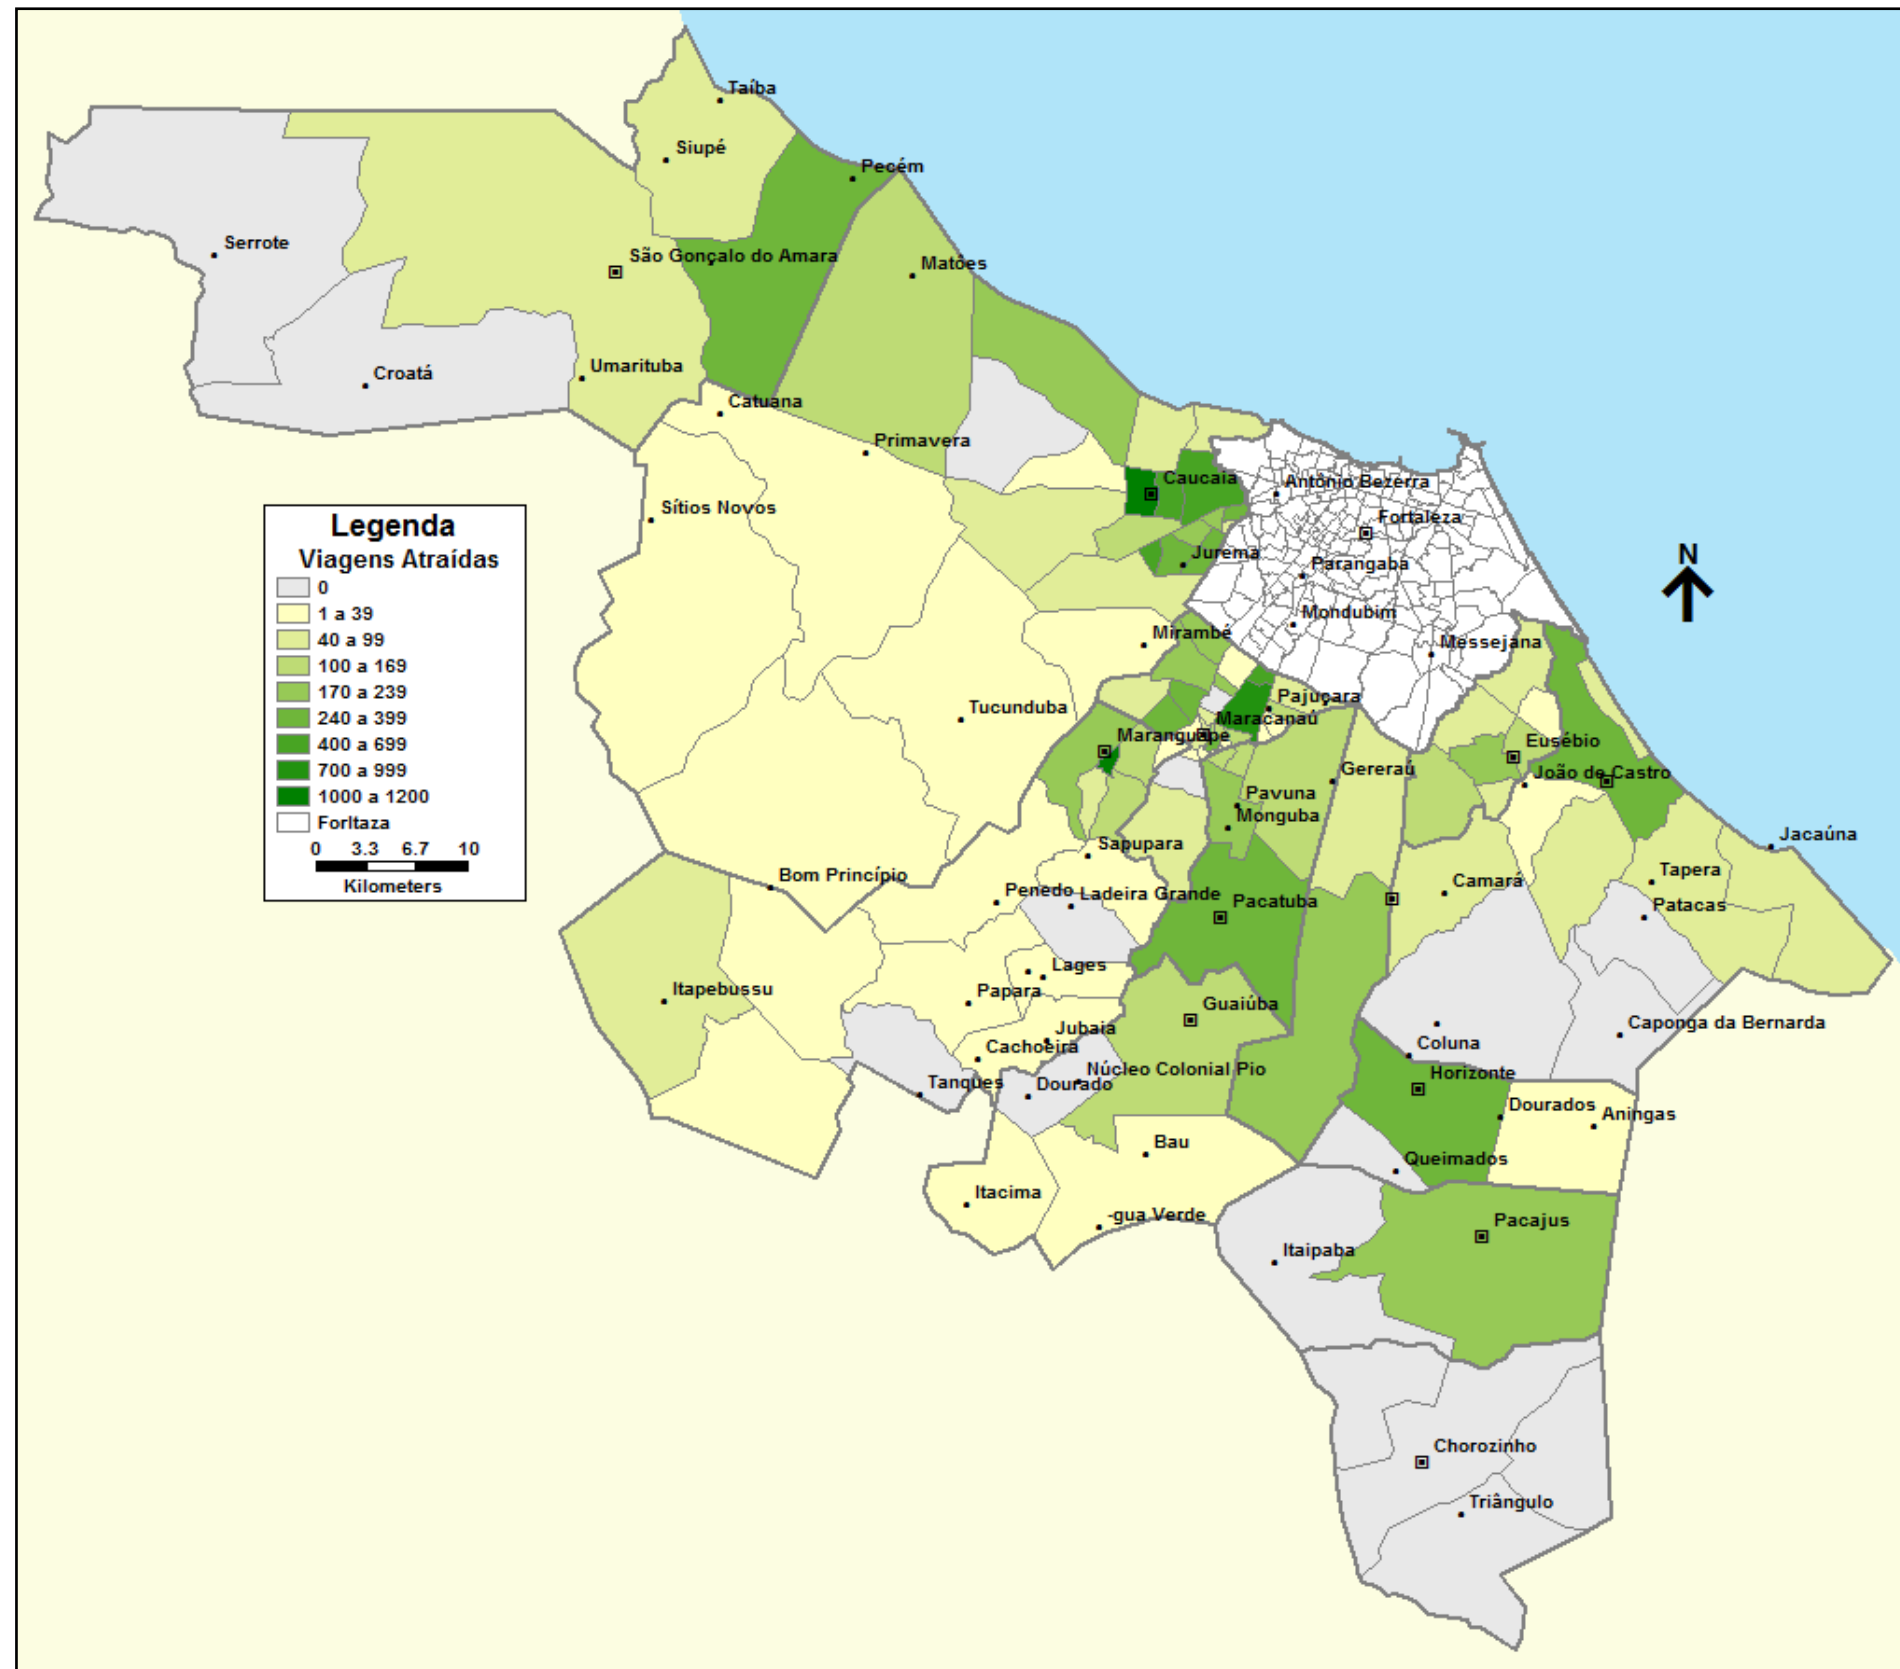 Taíba
Siupé
Pecém
Serrote
São Gonçalo do Amara
Matões
Croatá
Umarituba
Catuana
Primavera
Caucaia
Antônio Bezerra
Sítios Novos
Fortaleza
Legenda
Viagens Atraídas
0
1 a 39
40 a 99
100 a 169
170 a 239
240 a 399
400 a 699
700 a 999
1000 a 1200
Forltaza
0 3.3 6.7 10
Kilometers
N
Jurema
Parangaba
Mondubim
Mirambé
Messejana
Pajuçara
Tucunduba
Maracanaú
Maranguape
Eusébio
Gereraú
João de Castro
Pavuna
Monguba
Jacaúna
Sapupara
Bom Princípio
Tapera
Camará
Penedo
Ladeira Grande
Pacatuba
Patacas
Lages
Itapebussu
Papara
Guaiúba
Jubaia
Caponga da Bernarda
Coluna
Cachoeira
Núcleo Colonial Pio
Horizonte
Tanques
Dourado
Dourados
Aningas
Bau
Queimados
Itacima
-gua Verde
Pacajus
Itaipaba
Chorozinho
Triângulo